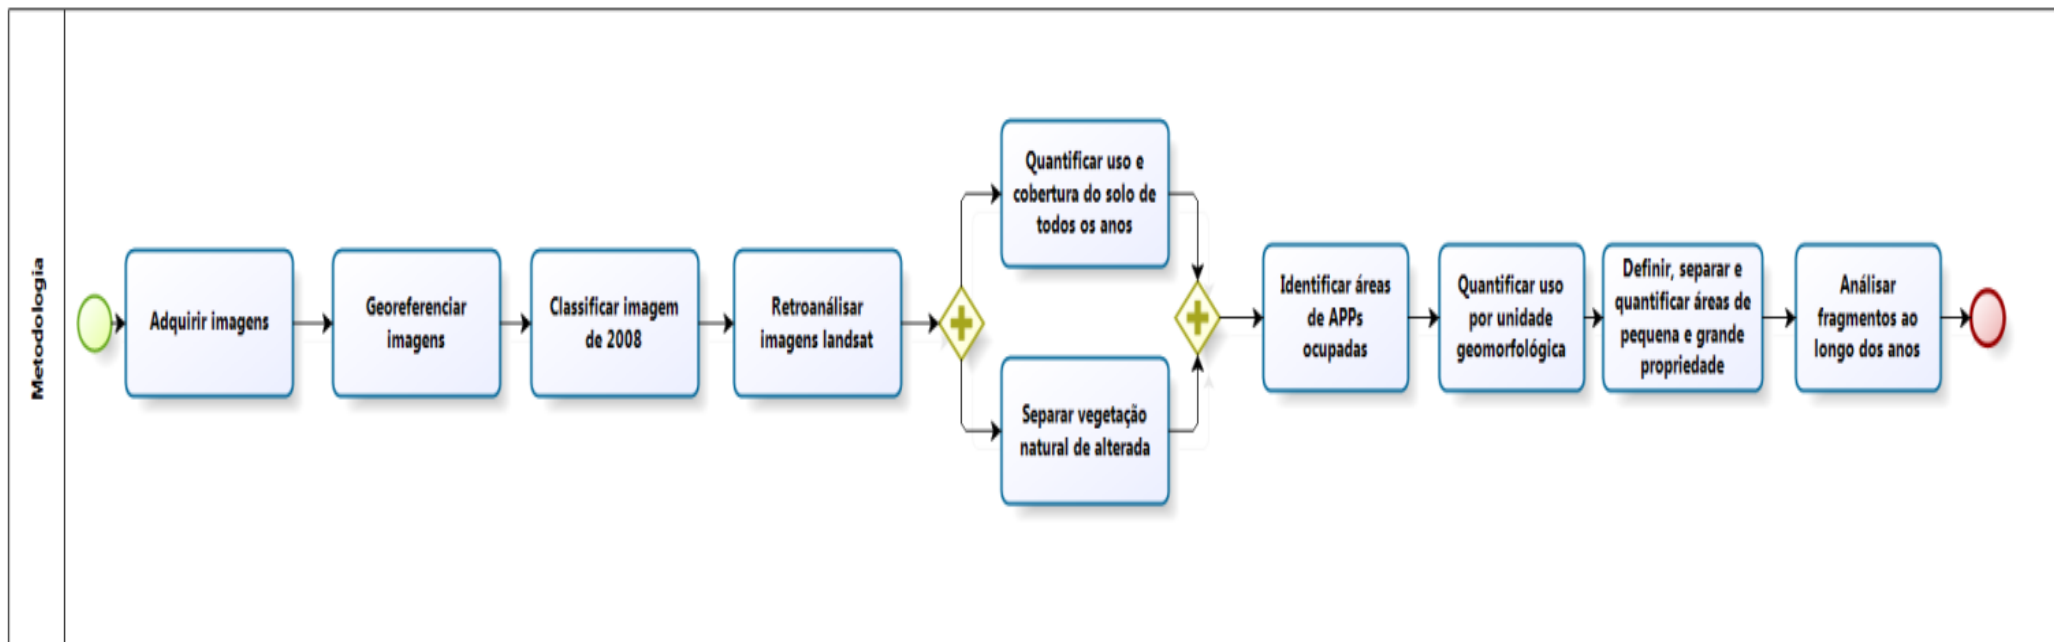 Metodologia
Adquirir imagens
Georeferenciar
imagens
Classificar imagem
de 2008
Retroanálisar
imagens landsat
Quantificar uso e
cobertura do solo de
todos os anos
Separar vegetação
natural de alterada
Identificar áreas
de APPs
ocupadas
Quantificar uso
por unidade
geomorfológica
Definir, separar e
quantificar áreas de
pequena e grande
propriedade
Análisar
fragmentos ao
longo dos anos